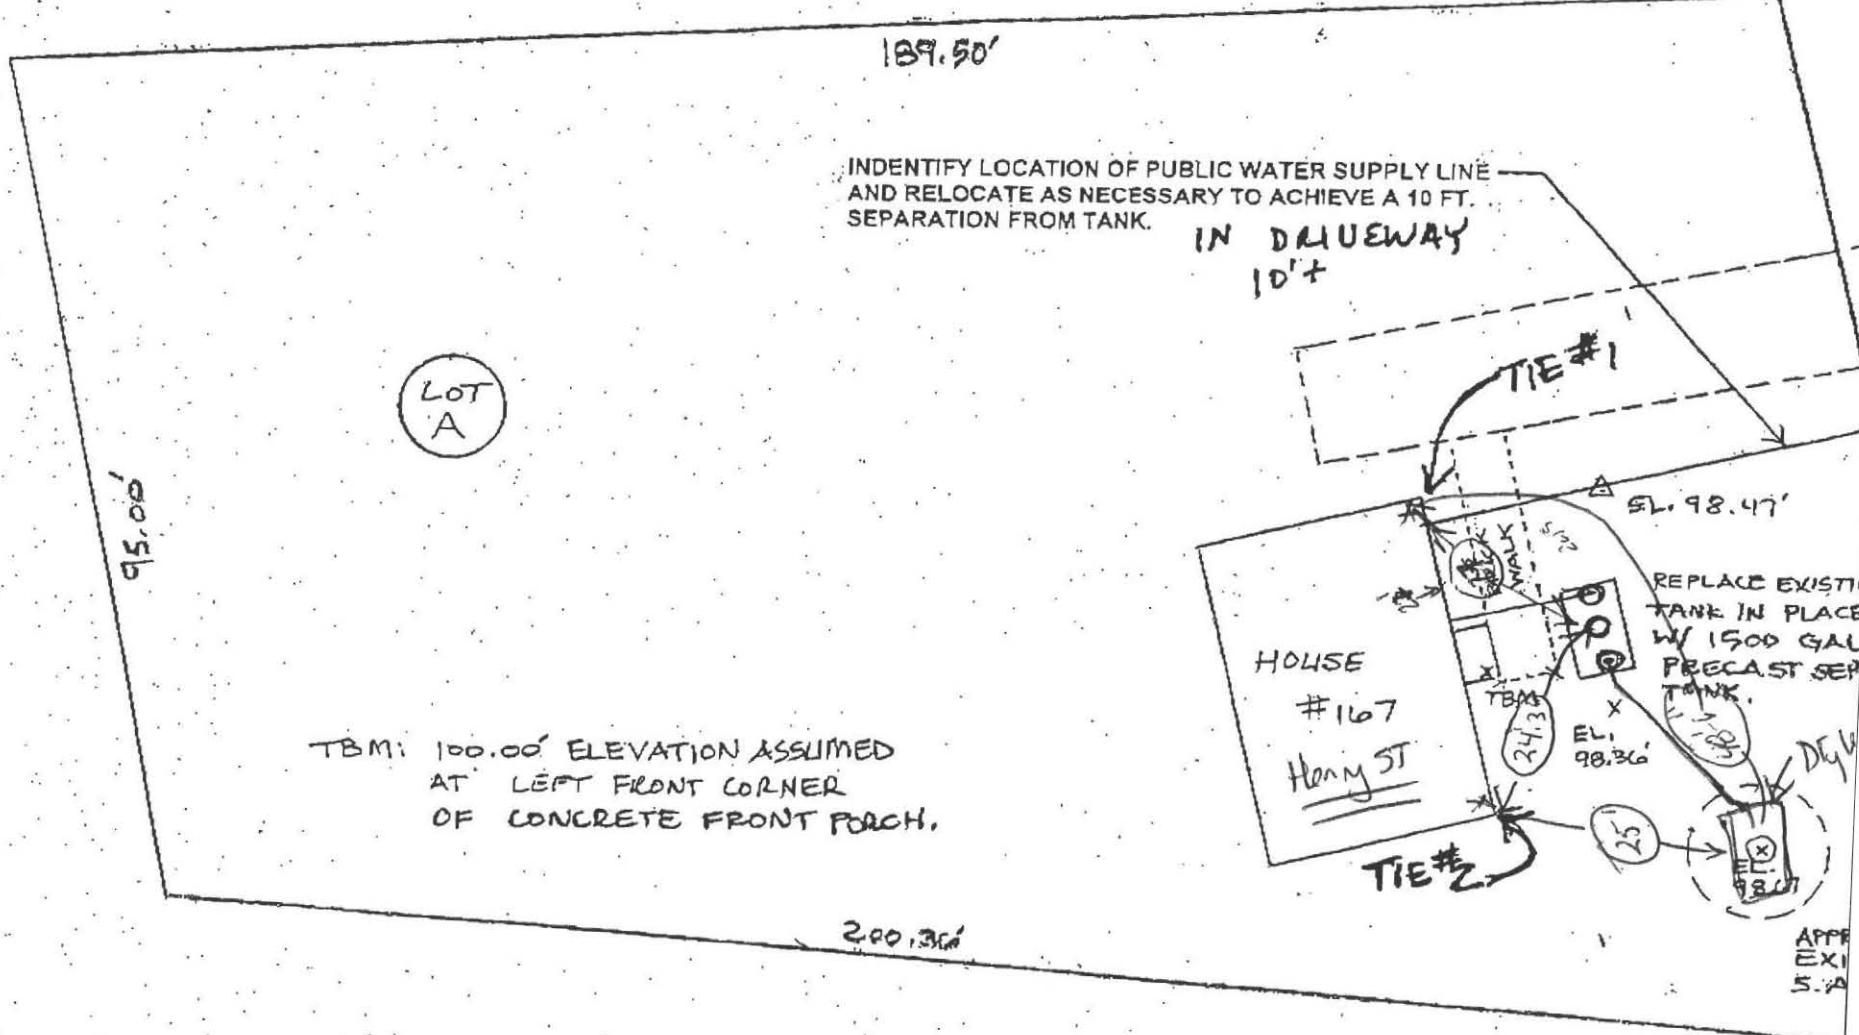 189.50'
INDENTIFY LOCATION OF PUBLIC WATER SUPPLY LINE
AND RELOCATE AS NECESSARY TO ACHIEVE A 10 FT.
SEPARATION FROM TANK.
IN DRIVEWAY
10'+
TIE #1
LOT
A
95.00'
EL. 98.47'
WALK
REPLACE EXISTI
TANK IN PLACE
W/ 1500 GAL
PRECAST SEP
TANK.
HOUSE
#167
Henry ST
TBM
24.3
EL.
98.36'
TBM: 100.00' ELEVATION ASSUMED
AT LEFT FRONT CORNER
OF CONCRETE FRONT PORCH.
25
EL.
TIE #2
200.36'
APPR
EXI
S.A